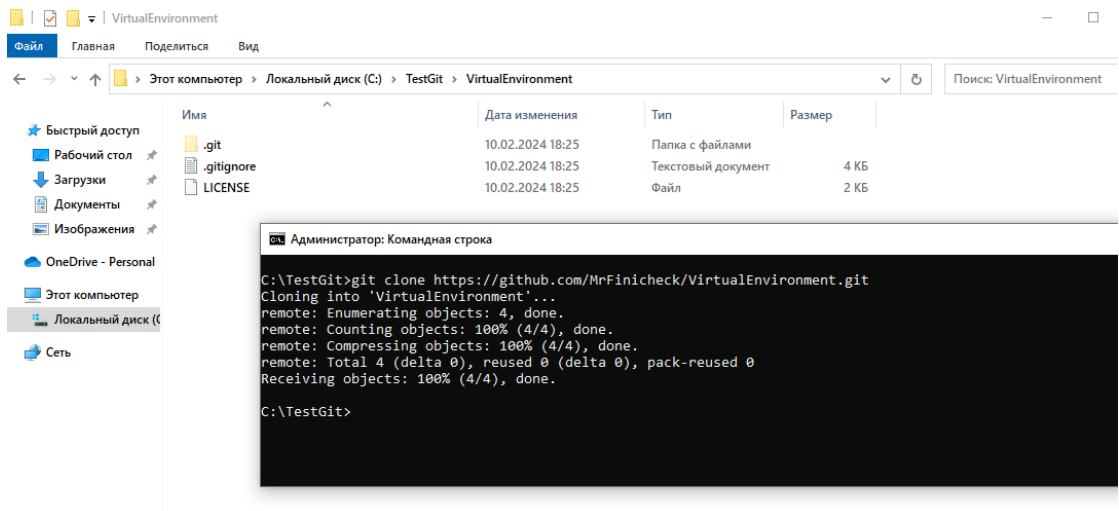 VirtualEnvironment
Файл Главная Поделиться Вид
Этот компьютер > Локальный диск (C:) > TestGit > VirtualEnvironment
Поиск: VirtualEnvironment
Имя Дата изменения Тип Размер
Быстрый доступ
Рабочий стол
Загрузки
Документы
Изображения
OneDrive - Personal
Этот компьютер
Локальный диск (C
Сеть
.git 10.02.2024 18:25 Папка с файлами
.gitignore 10.02.2024 18:25 Текстовый документ 4 КБ
LICENSE 10.02.2024 18:25 Файл 2 КБ
Администратор: Командная строка
C:\TestGit>git clone https://github.com/MrFinicheck/VirtualEnvironment.git
Cloning into 'VirtualEnvironment'...
remote: Enumerating objects: 4, done.
remote: Counting objects: 100% (4/4), done.
remote: Compressing objects: 100% (4/4), done.
remote: Total 4 (delta 0), reused 0 (delta 0), pack-reused 0
Receiving objects: 100% (4/4), done.
C:\TestGit>